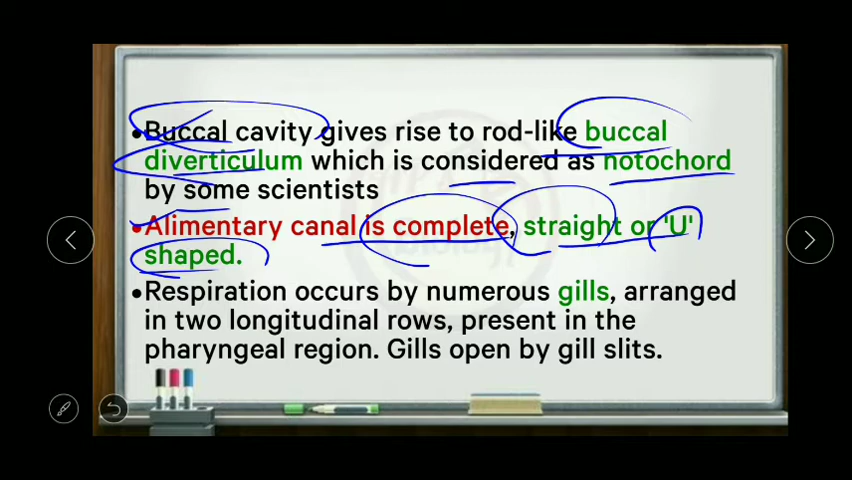 •Buccal cavity gives rise to rod-like buccal
diverticulum which is considered as notochord
by some scientists
•Alimentary canal is complete, straight or 'U'
shaped.
•Respiration occurs by numerous gills, arranged
in two longitudinal rows, present in the
pharyngeal region. Gills open by gill slits.